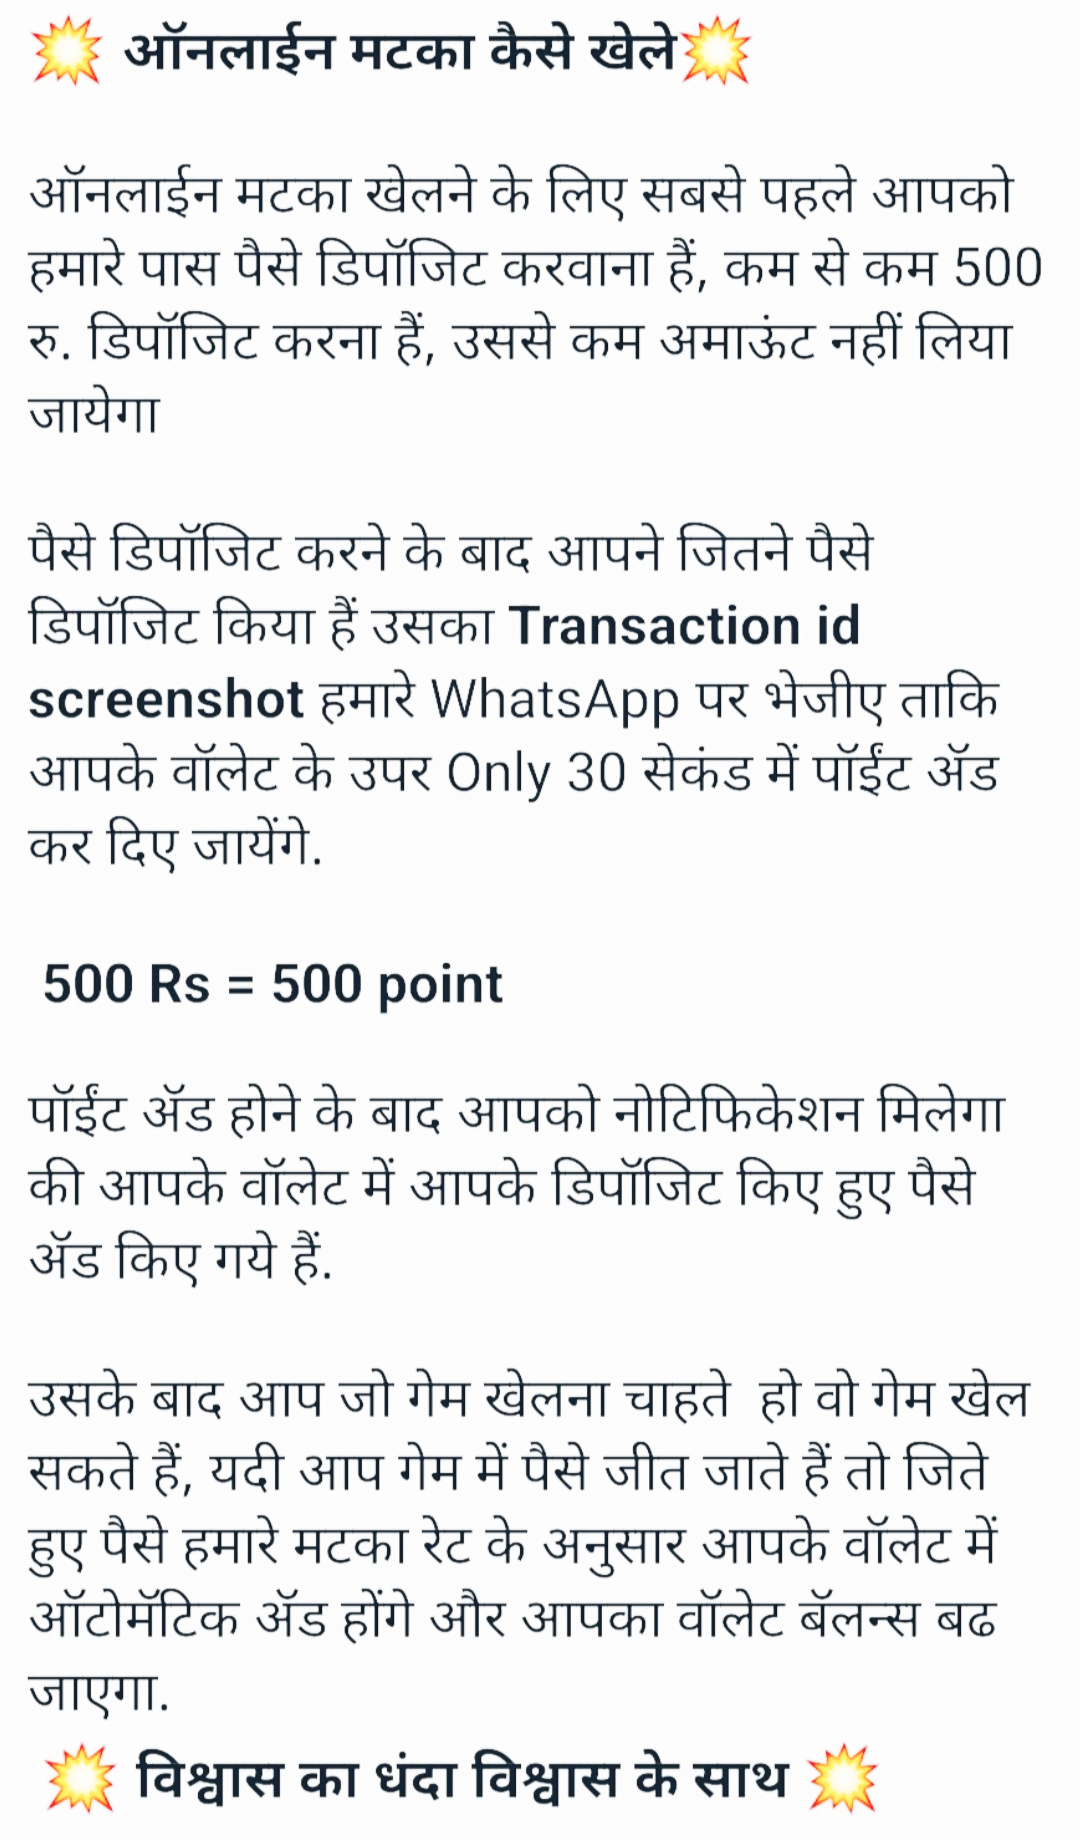 💥 ऑनलाईन मटका कैसे खेले💥
ऑनलाईन मटका खेलने के लिए सबसे पहले आपको
हमारे पास पैसे डिपॉजिट करवाना हैं, कम से कम 500
रु. डिपॉजिट करना हैं, उससे कम अमाऊंट नहीं लिया
जायेगा
पैसे डिपॉजिट करने के बाद आपने जितने पैसे
डिपॉजिट किया हैं उसका Transaction id
screenshot हमारे WhatsApp पर भेजीए ताकि
आपके वॉलेट के उपर Only 30 सेकंड में पॉईंट ॲड
कर दिए जायेंगे.
500 Rs = 500 point
पॉईंट ॲड होने के बाद आपको नोटिफिकेशन मिलेगा
की आपके वॉलेट में आपके डिपॉजिट किए हुए पैसे
ॲड किए गये हैं.
उसके बाद आप जो गेम खेलना चाहते  हो वो गेम खेल
सकते हैं, यदी आप गेम में पैसे जीत जाते हैं तो जिते
हुए पैसे हमारे मटका रेट के अनुसार आपके वॉलेट में
ऑटोमॅटिक ॲड होंगे और आपका वॉलेट बॅलन्स बढ
जाएगा.
💥 विश्वास का धंदा विश्वास के साथ 💥